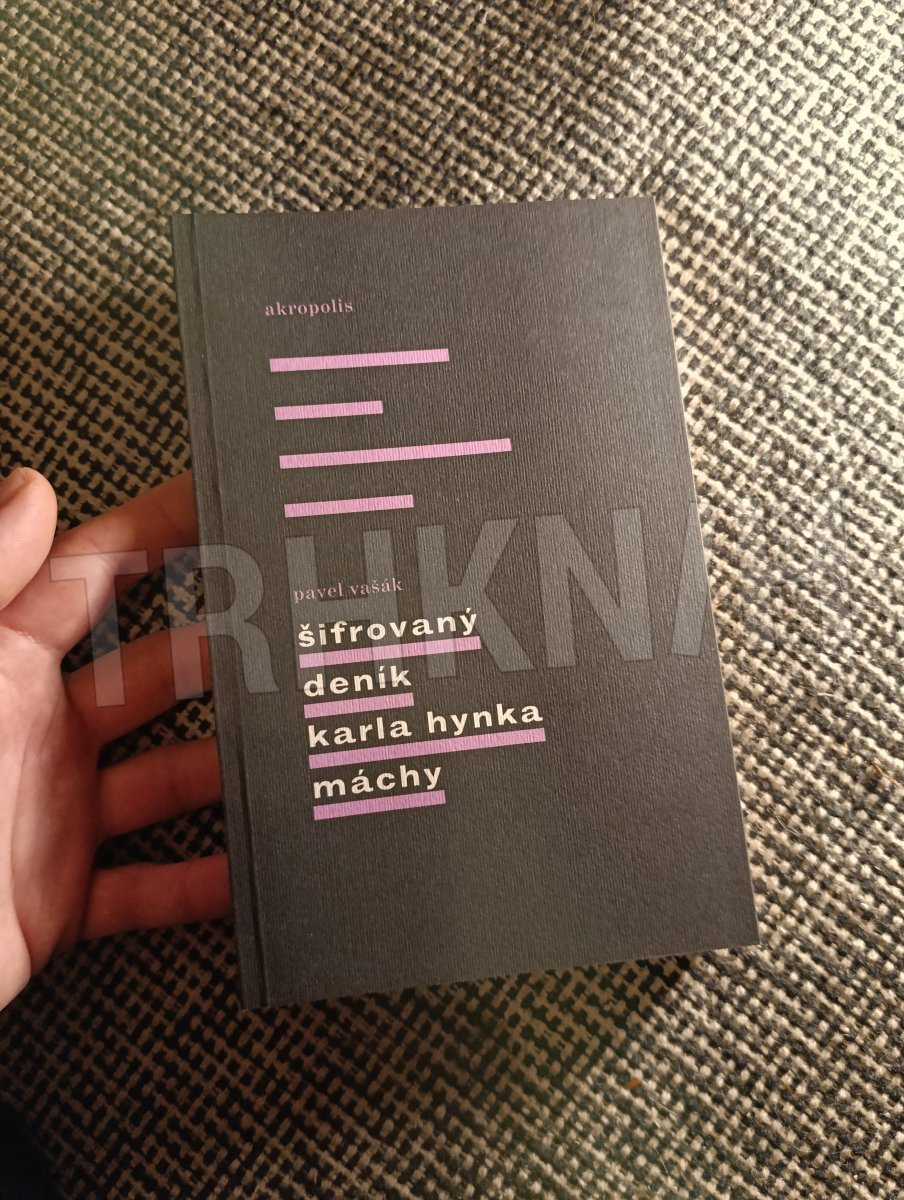 akropolis
pavel vašák
šifrovaný
deník
karla hynka
máchy
TRHKNA